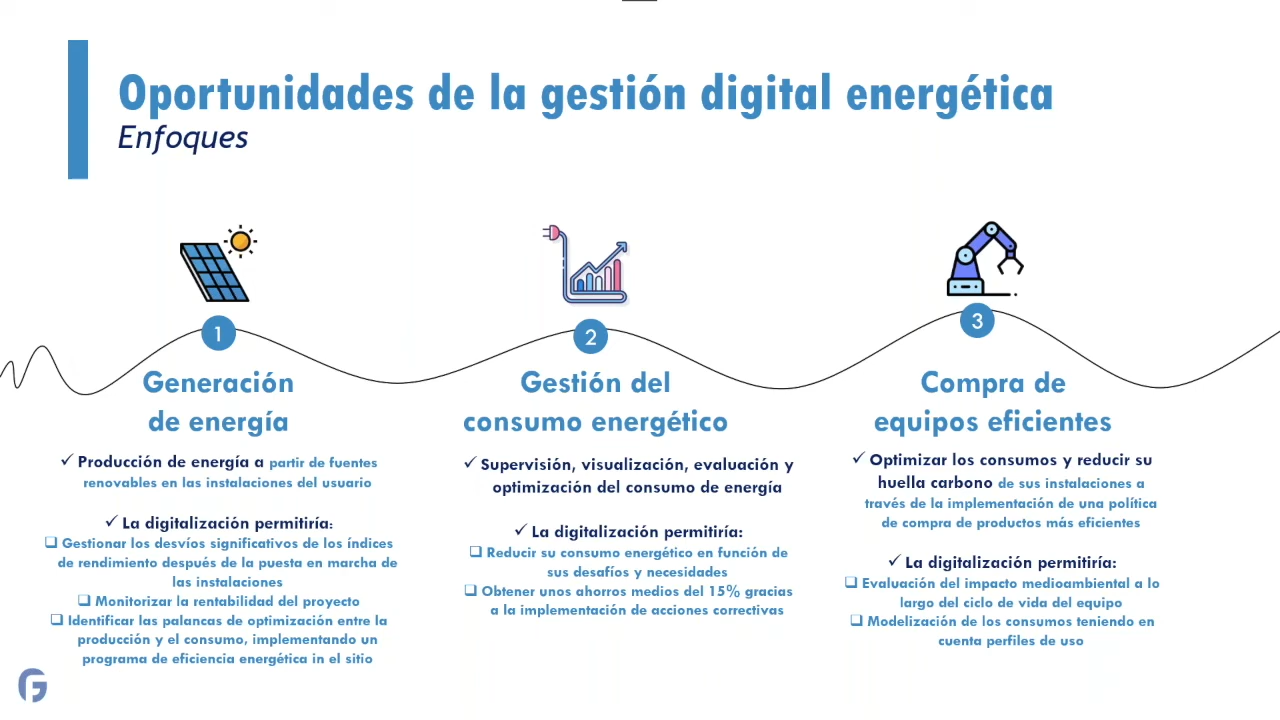 Oportunidades de la gestión digital energética
Enfoques
1
Generación
de energía
✓ Producción de energía a partir de fuentes
renovables en las instalaciones del usuario
✓ La digitalización permitiría:
❑ Gestionar los desvíos significativos de los índices
de rendimiento después de la puesta en marcha de
las instalaciones
❑ Monitorizar la rentabilidad del proyecto
❑ Identificar las palancas de optimización entre la
producción y el consumo, implementando un
programa de eficiencia energética in el sitio
2
Gestión del
consumo energético
✓ Supervisión, visualización, evaluación y
optimización del consumo de energía
✓ La digitalización permitiría:
❑ Reducir su consumo energético en función de
sus desafíos y necesidades
❑ Obtener unos ahorros medios del 15% gracias
a la implementación de acciones correctivas
3
Compra de
equipos eficientes
✓ Optimizar los consumos y reducir su
huella carbono de sus instalaciones a
través de la implementación de una política
de compra de productos más eficientes
✓ La digitalización permitiría:
❑ Evaluación del impacto medioambiental a lo
largo del ciclo de vida del equipo
❑ Modelización de los consumos teniendo en
cuenta perfiles de uso